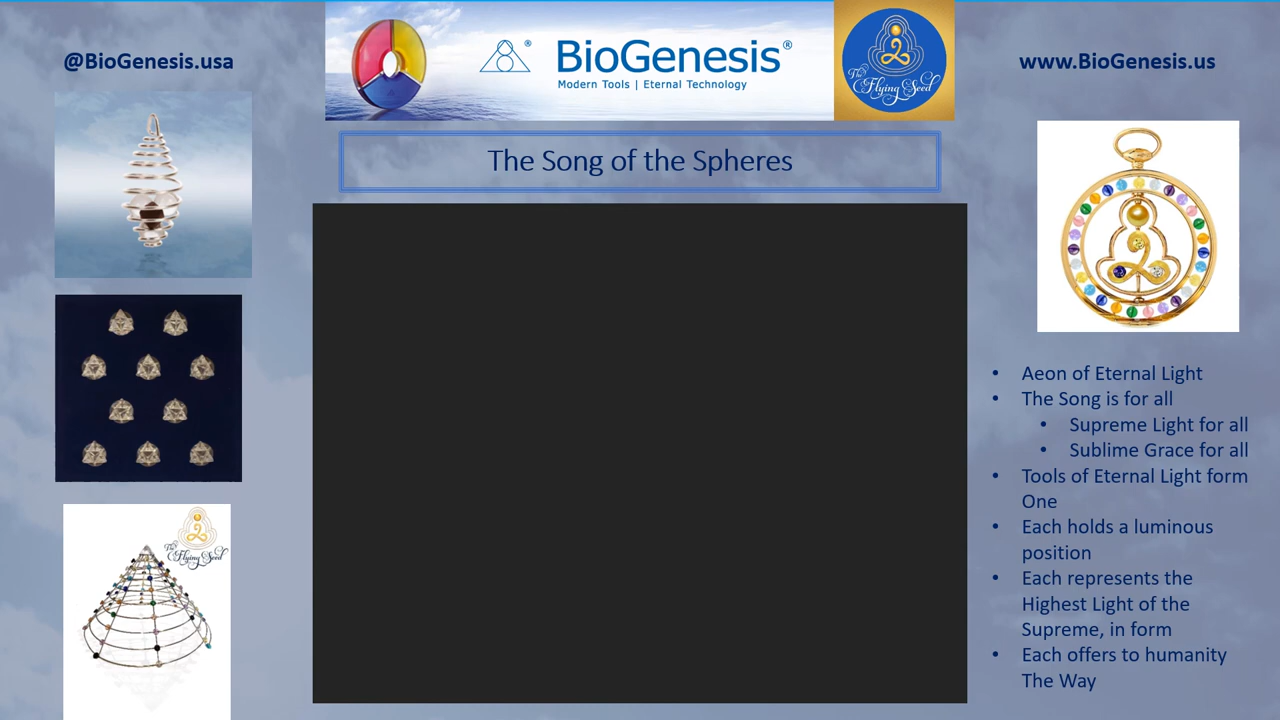 @BioGenesis.usa
BioGenesis®
Modern Tools | Eternal Technology
The
Flying Seed
www.BioGenesis.us
The Song of the Spheres
The
Flying Seed
• Aeon of Eternal Light
• The Song is for all
• Supreme Light for all
• Sublime Grace for all
• Tools of Eternal Light form
One
• Each holds a luminous
position
• Each represents the
Highest Light of the
Supreme, in form
• Each offers to humanity
The Way